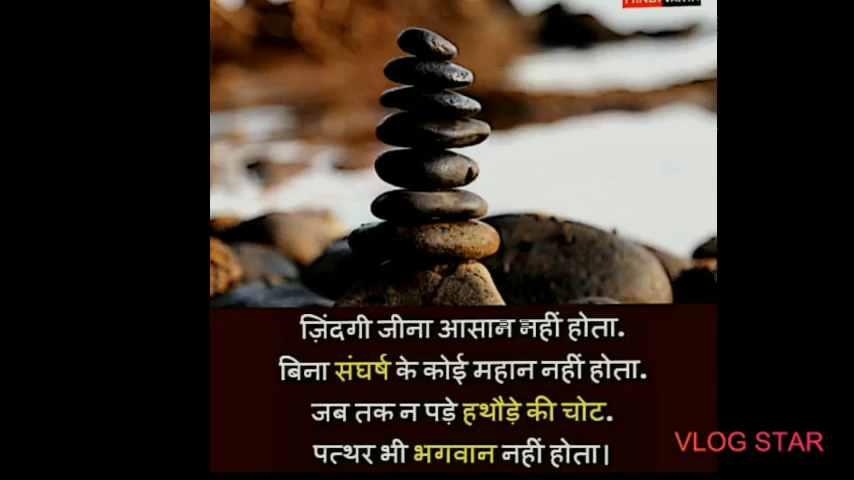 ज़िंदगी जीना आसान नहीं होता.
बिना संघर्ष के कोई महान नहीं होता.
जब तक न पड़े हथौड़े की चोट.
पत्थर भी भगवान नहीं होता।
VLOG STAR